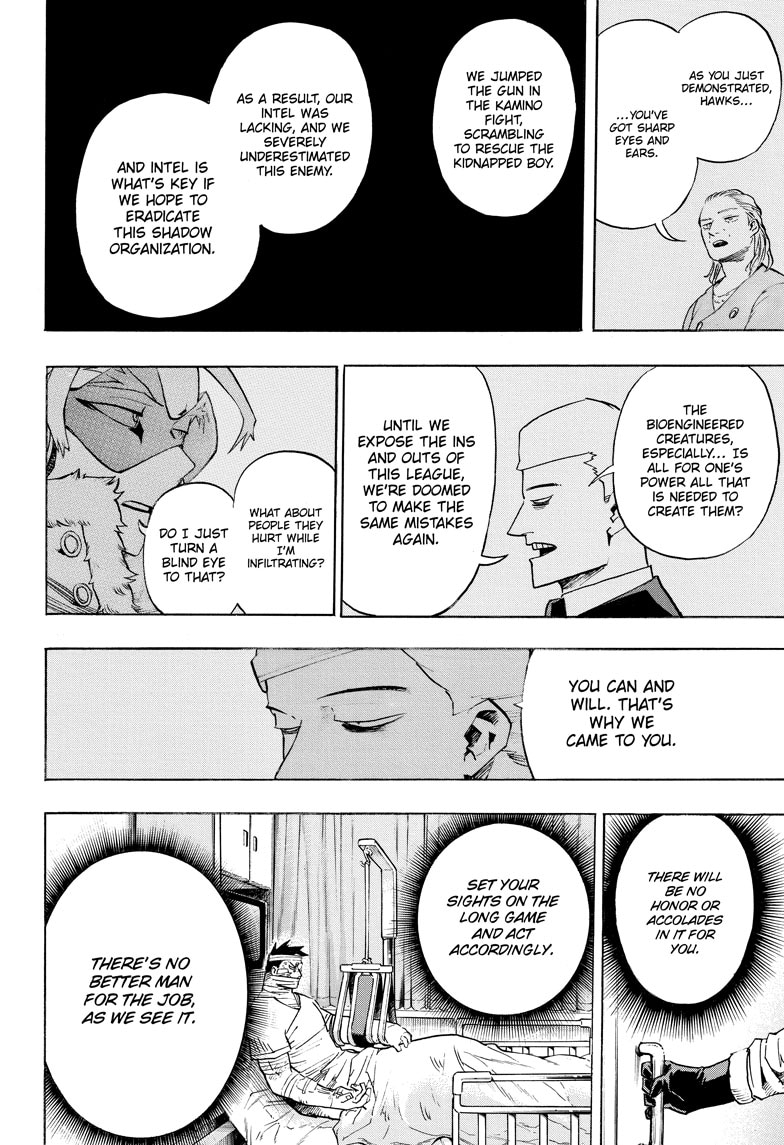 AS YOU JUST
DEMONSTRATED,
HAWKS...
...YOU'VE
GOT SHARP
EYES AND
EARS.
WE JUMPED
THE GUN IN
THE KAMINO
FIGHT,
SCRAMBLING
TO RESCUE THE
KIDNAPPED BOY.
AS A RESULT, OUR
INTEL WAS
LACKING, AND WE
SEVERELY
UNDERESTIMATED
THIS ENEMY.
AND INTEL IS
WHAT'S KEY IF
WE HOPE TO
ERADICATE
THIS SHADOW
ORGANIZATION.
THE
BIOENGINEERED
CREATURES,
ESPECIALLY... IS
ALL FOR ONE'S
POWER ALL THAT
IS NEEDED TO
CREATE THEM?
UNTIL WE
EXPOSE THE INS
AND OUTS OF
THIS LEAGUE,
WE'RE DOOMED
TO MAKE THE
SAME MISTAKES
AGAIN.
WHAT ABOUT
PEOPLE THEY
HURT WHILE
I'M
INFILTRATING?
DO I JUST
TURN A
BLIND EYE
TO THAT?
YOU CAN AND
WILL. THAT'S
WHY WE
CAME TO YOU.
THERE WILL
BE NO
HONOR OR
ACCOLADES
IN IT FOR
YOU.
SET YOUR
SIGHTS ON THE
LONG GAME
AND ACT
ACCORDINGLY.
THERE'S NO
BETTER MAN
FOR THE JOB,
AS WE SEE IT.